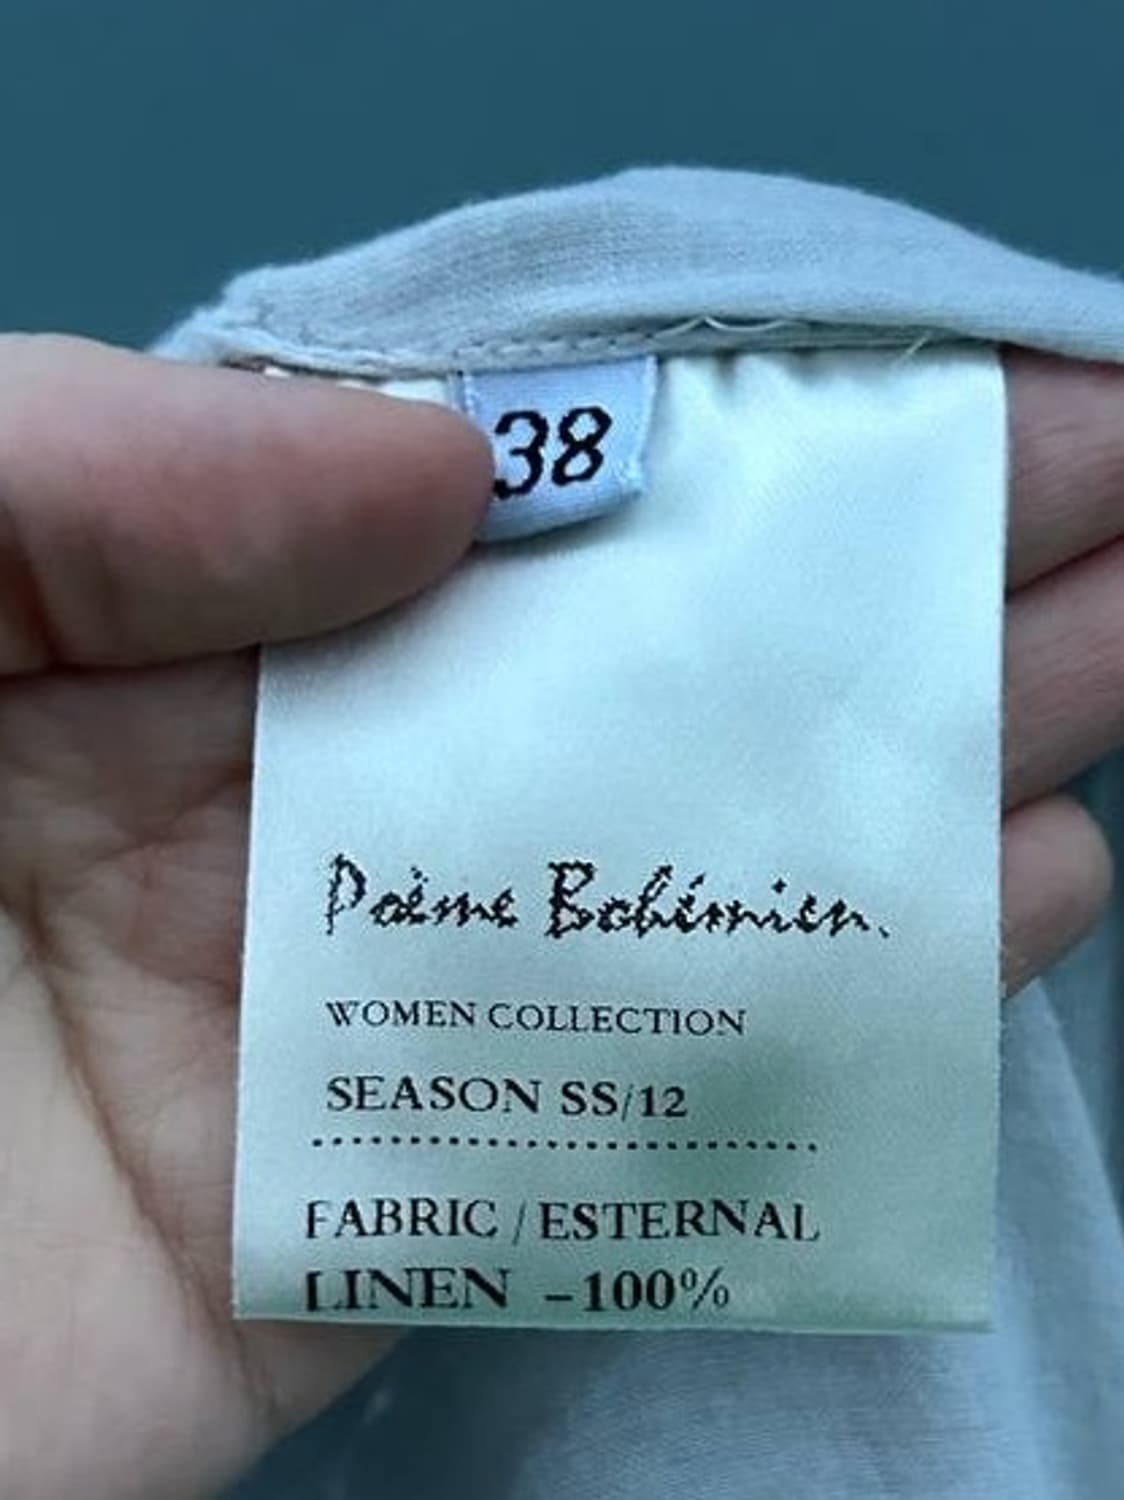 38
Poème Bohémien.
WOMEN COLLECTION
SEASON SS/12
FABRIC / ESTERNAL
LINEN -100%